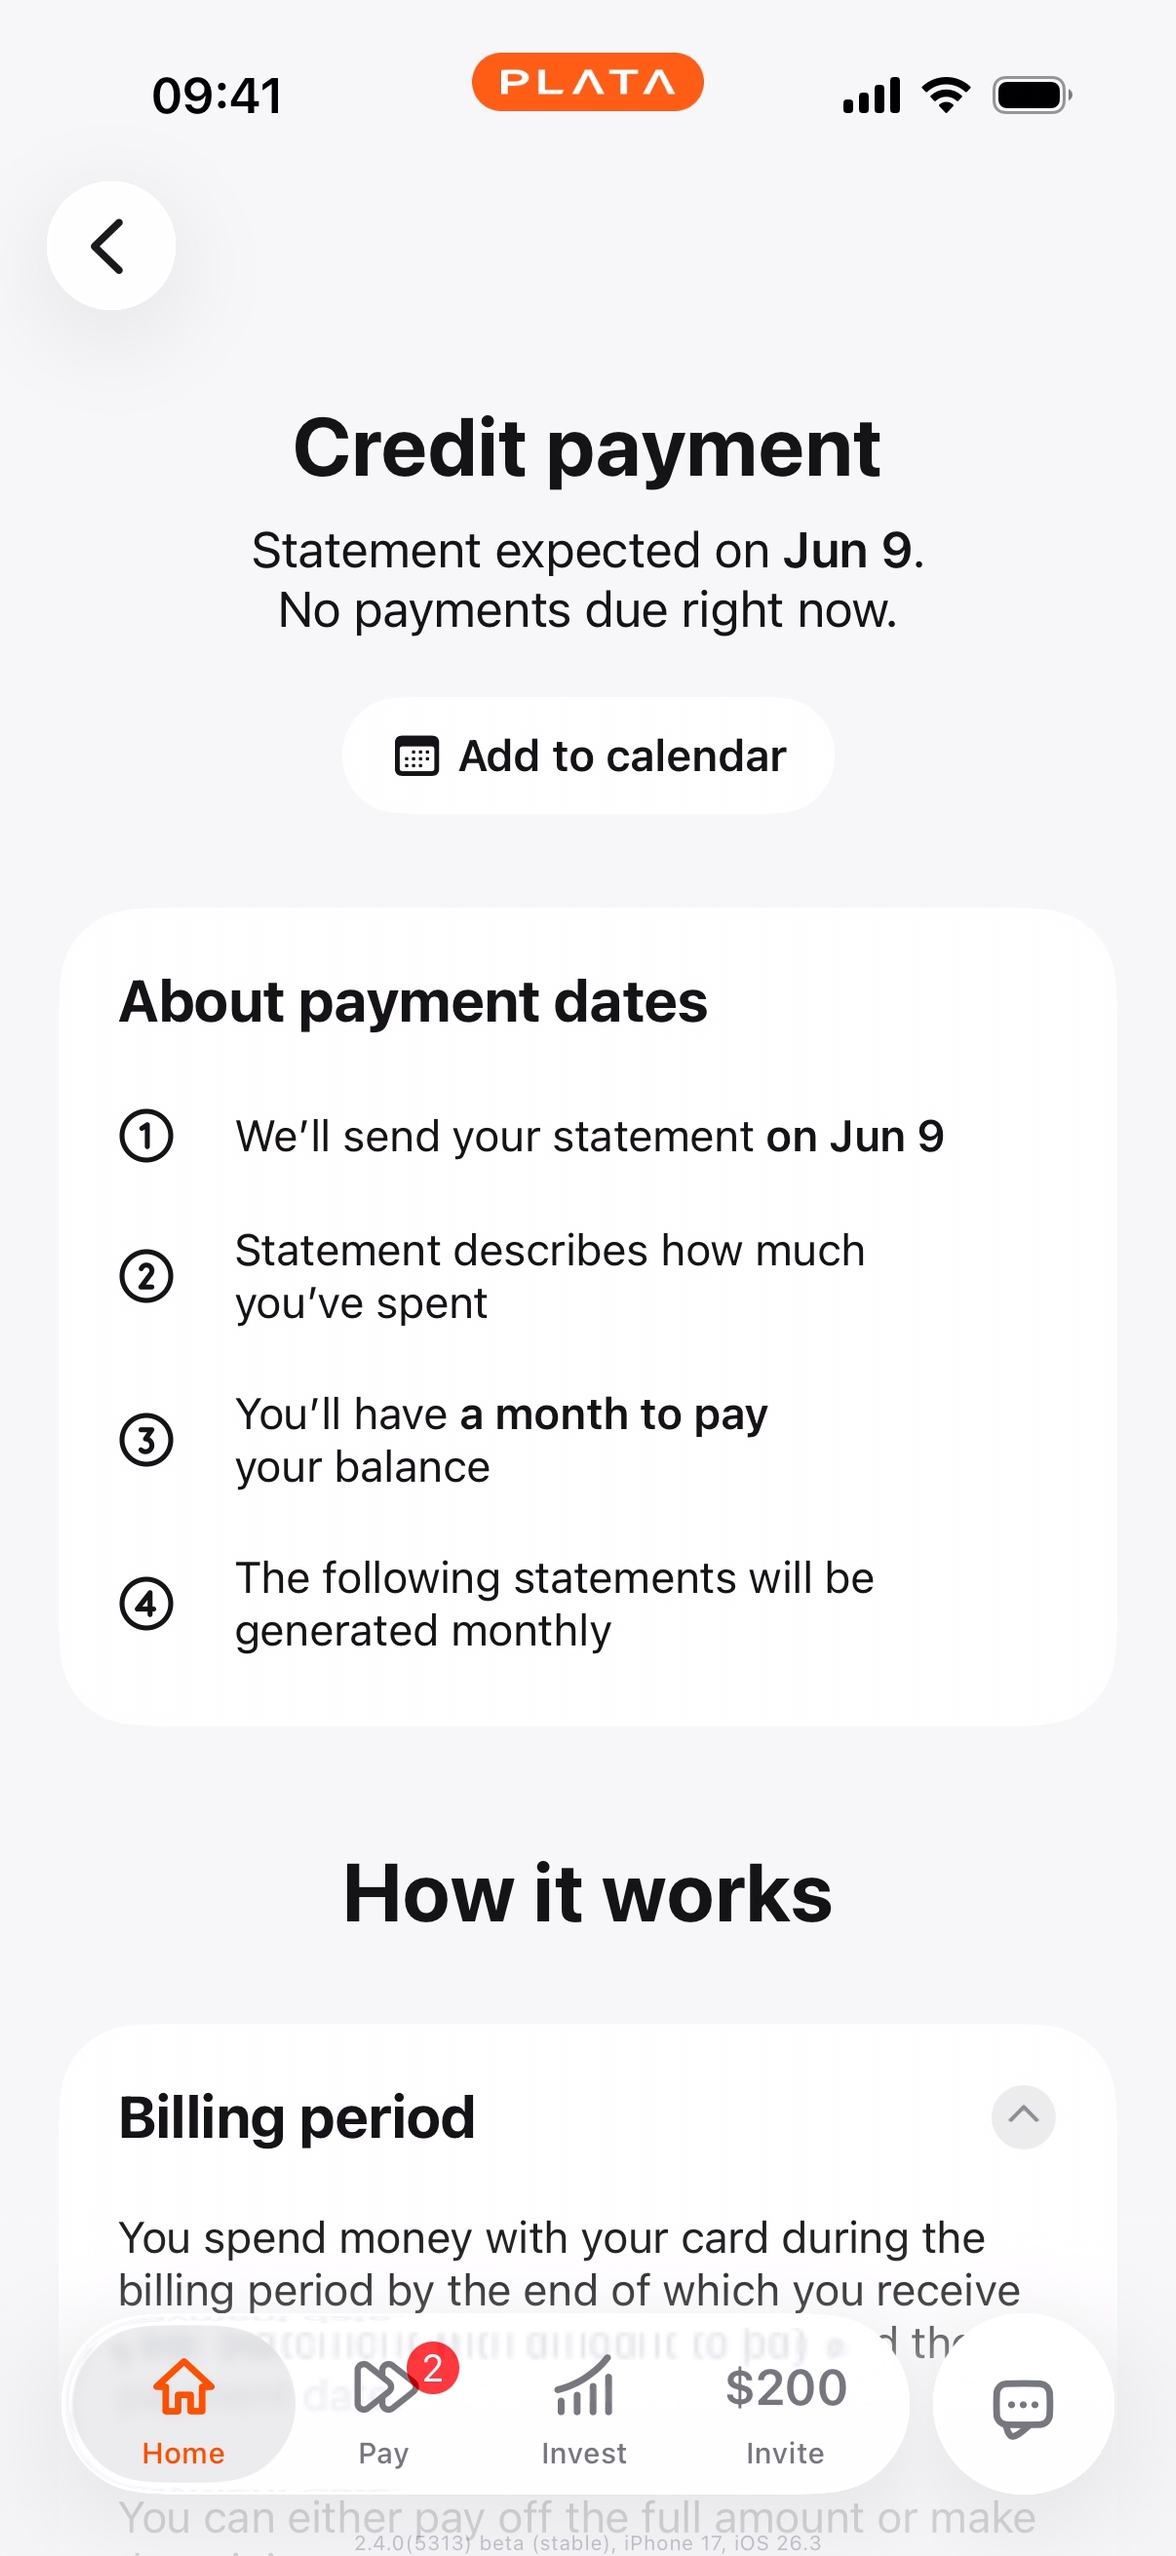 09:41
PLATA
Credit payment
Statement expected on Jun 9.
No payments due right now.
Add to calendar
About payment dates
1 We’ll send your statement on Jun 9
2 Statement describes how much
you’ve spent
3 You’ll have a month to pay
your balance
4 The following statements will be
generated monthly
How it works
Billing period
You spend money with your card during the
billing period by the end of which you receive
2
$200
Home
Pay
Invest
Invite
You can either pay off the full amount or make
2.4.0(5313) beta (stable), iPhone 17, iOS 26.3